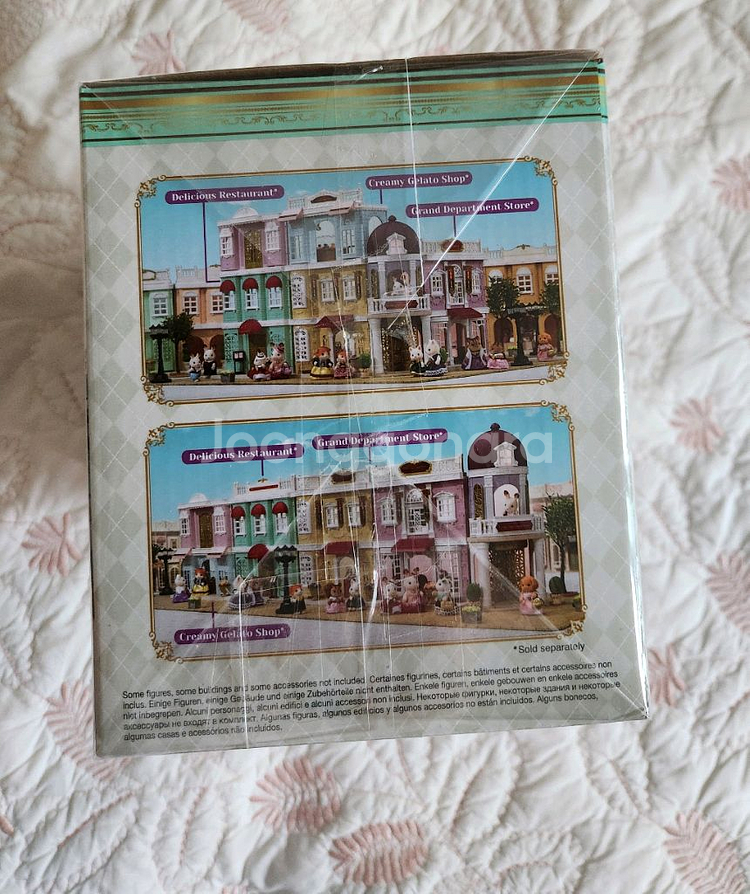 Delicious Restaurant*
Creamy Gelato Shop*
Grand Department Store*
Grand Department Store*
Delicious Restaurant*
Creamy Gelato Shop*
*Sold separately
Some figures, some buildings and some accessories not included. Certaines figurines, certains bâtiments et certains accessoires non
inclus. Einige Figuren, einige Gebäude und einige Zubehörteile nicht enthalten. Enkele figuren, enkele gebouwen en enkele accessoires
niet inbegrepen. Alcuni personaggi, alcuni edifici e alcuni accessori non inclusi. Некоторые фигурки, некоторые здания и некоторые
аксессуары не входят в комплект. Algunas figuras, algunos edificios y algunos accesorios no están incluidos. Alguns bonecos,
algumas casas e acessórios não incluídos.